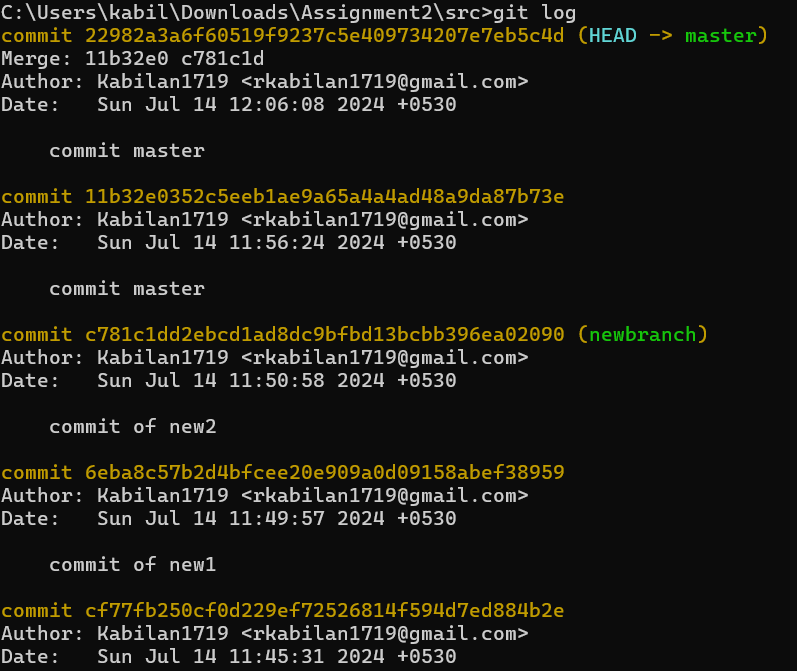 C:\Users\kabil\Downloads\Assignment2\src>git log
commit 22982a3a6f60519f9237c5e409734207e7eb5c4d (HEAD -> master)
Merge: 11b32e0 c781c1d
Author: Kabilan1719 <rkabilan1719@gmail.com>
Date:   Sun Jul 14 12:06:08 2024 +0530
commit master
commit 11b32e0352c5eeb1ae9a65a4a4ad48a9da87b73e
Author: Kabilan1719 <rkabilan1719@gmail.com>
Date:   Sun Jul 14 11:56:24 2024 +0530
commit master
commit c781c1dd2ebcd1ad8dc9bfbd13bcbb396ea02090 (newbranch)
Author: Kabilan1719 <rkabilan1719@gmail.com>
Date:   Sun Jul 14 11:50:58 2024 +0530
commit of new2
commit 6eba8c57b2d4bfcee20e909a0d09158abef38959
Author: Kabilan1719 <rkabilan1719@gmail.com>
Date:   Sun Jul 14 11:49:57 2024 +0530
commit of new1
commit cf77fb250cf0d229ef72526814f594d7ed884b2e
Author: Kabilan1719 <rkabilan1719@gmail.com>
Date:   Sun Jul 14 11:45:31 2024 +0530